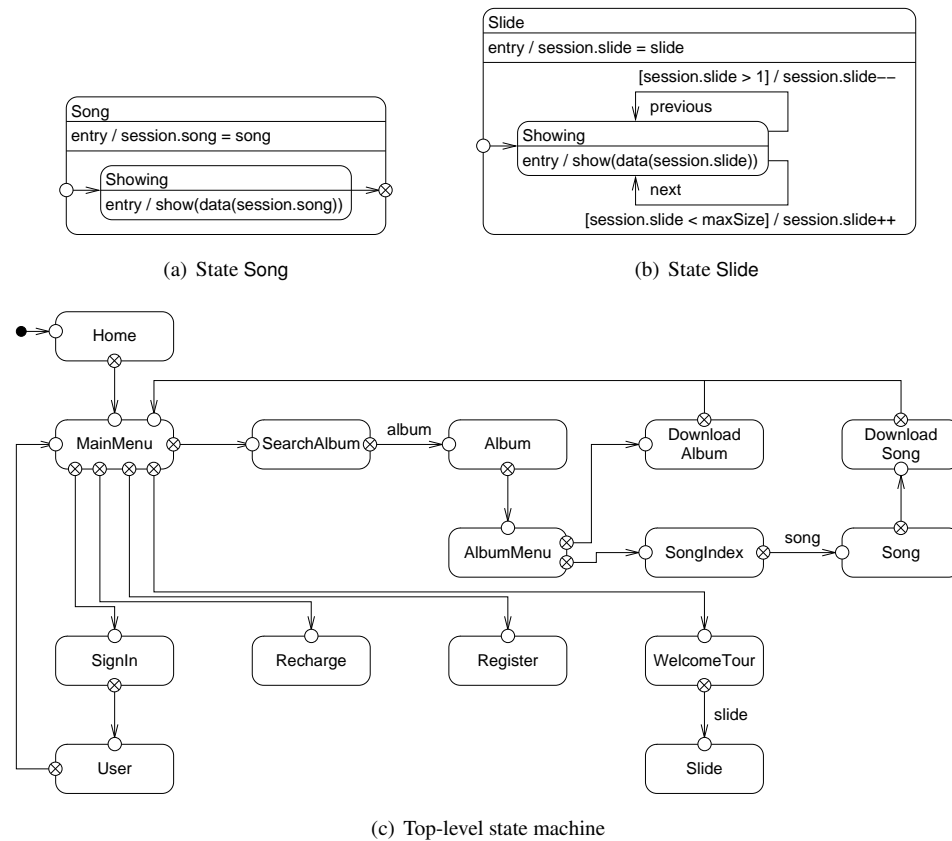 Song
entry / session.song = song
Showing
entry / show(data(session.song))
(a) State Song
Slide
entry / session.slide = slide
[session.slide > 1] / session.slide−−
previous
Showing
entry / show(data(session.slide))
next
[session.slide < maxSize] / session.slide++
(b) State Slide
Home
MainMenu
SearchAlbum
album
Album
Download
Album
Download
Song
AlbumMenu
SongIndex
song
Song
SignIn
Recharge
Register
WelcomeTour
slide
User
Slide
(c) Top-level state machine